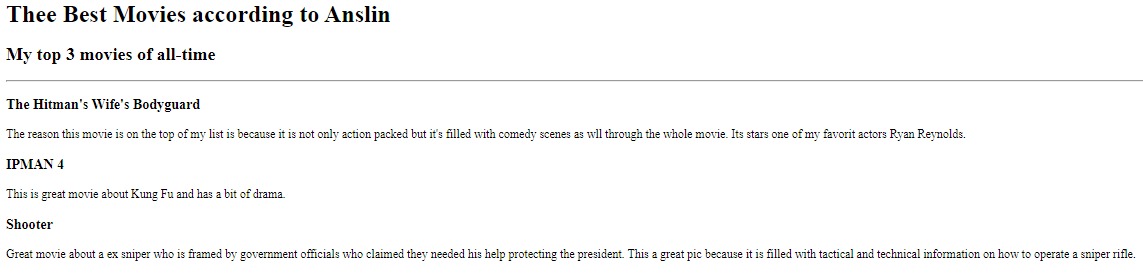 Thee Best Movies according to Anslin
My top 3 movies of all-time
The Hitman's Wife's Bodyguard
The reason this movie is on the top of my list is because it is not only action packed but it's filled with comedy scenes as wll through the whole movie. Its stars one of my favorit actors Ryan Reynolds.
IPMAN 4
This is great movie about Kung Fu and has a bit of drama.
Shooter
Great movie about a ex sniper who is framed by government officials who claimed they needed his help protecting the president. This a great pic because it is filled with tactical and technical information on how to operate a sniper rifle.